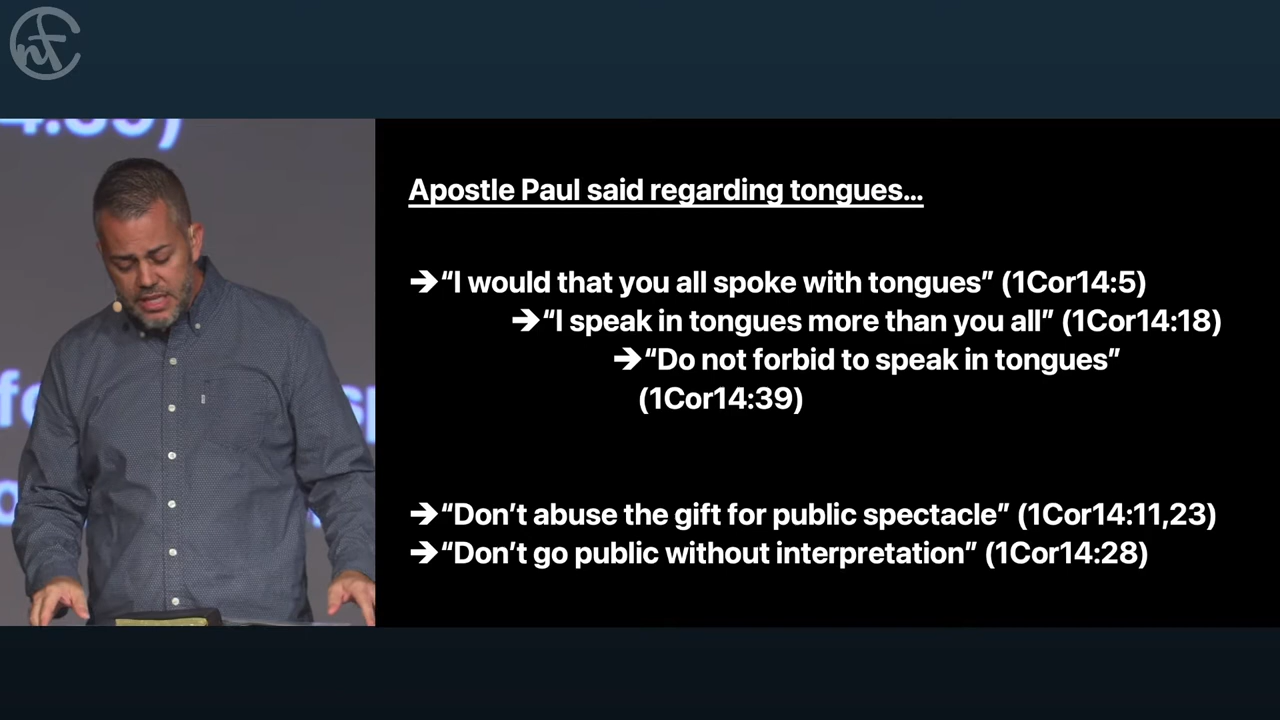 Apostle Paul said regarding tongues...
➔“I would that you all spoke with tongues” (1Cor14:5)
➔“I speak in tongues more than you all” (1Cor14:18)
➔“Do not forbid to speak in tongues”
(1Cor14:39)
➔“Don’t abuse the gift for public spectacle” (1Cor14:11,23)
➔“Don’t go public without interpretation” (1Cor14:28)